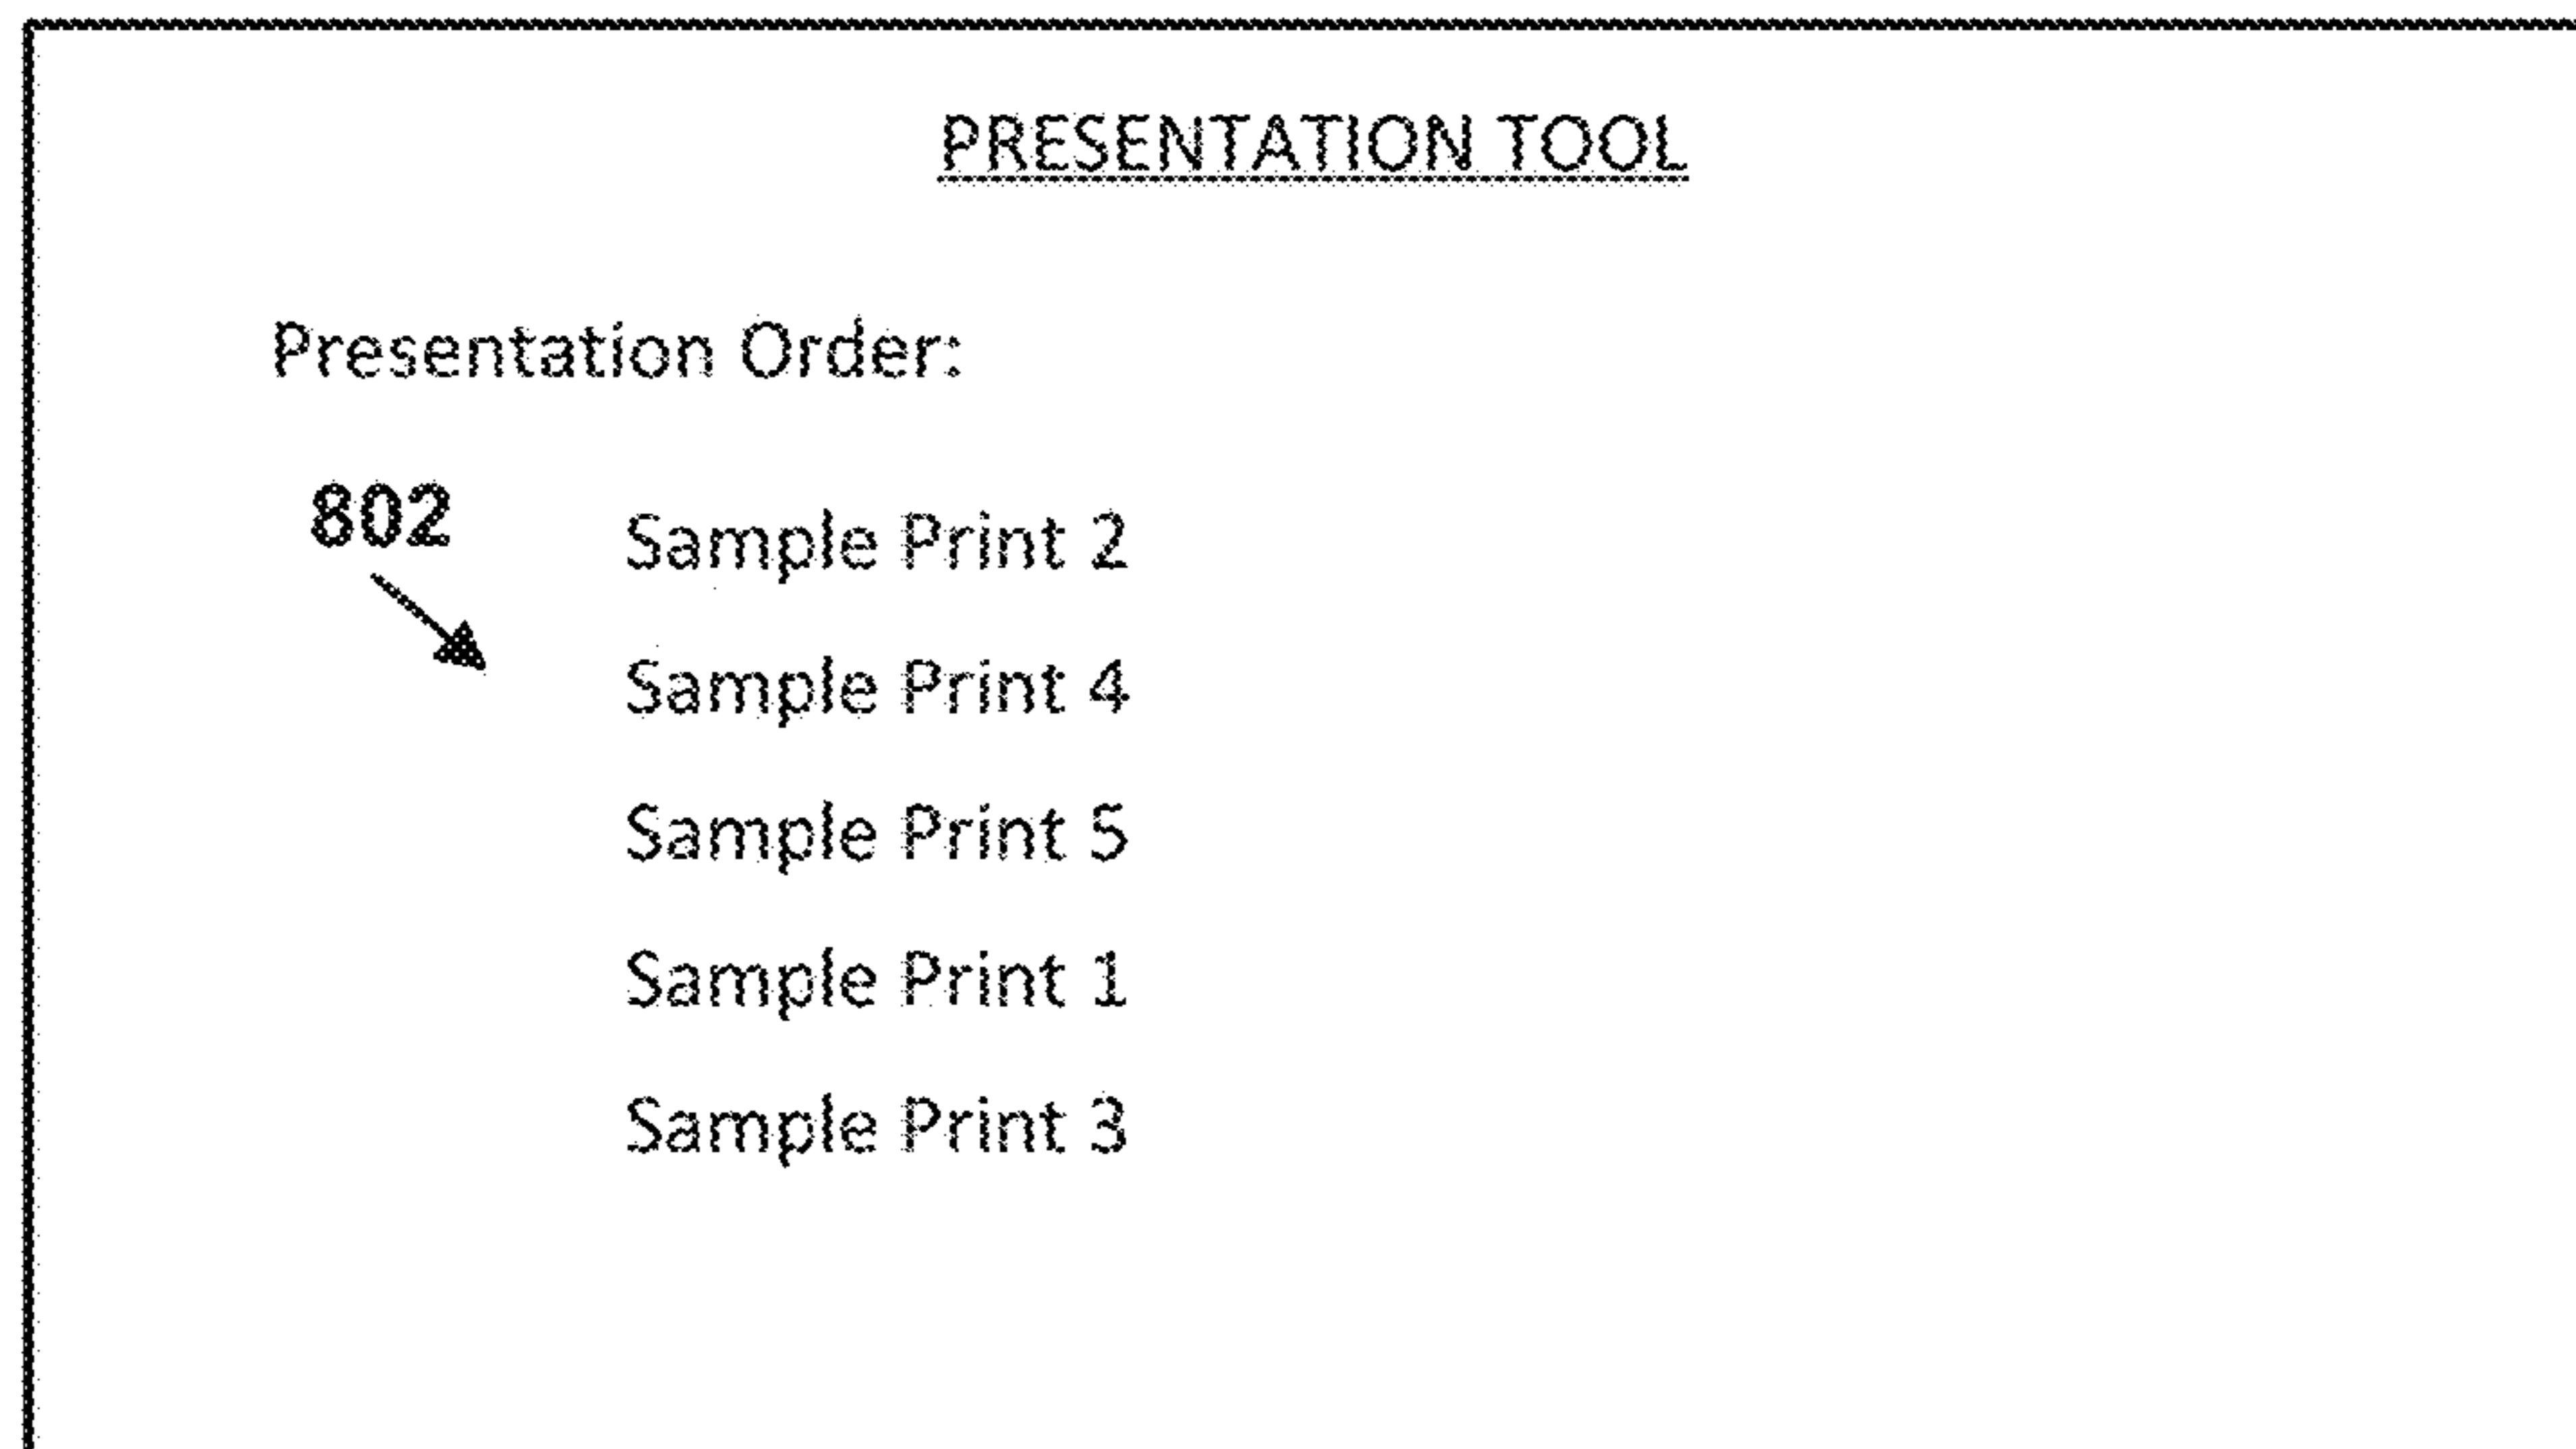 PRESENTATION TOOL
Presentation Order:
802
Sample Print 2
Sample Print 4
Sample Print 5
Sample Print 1
Sample Print 3